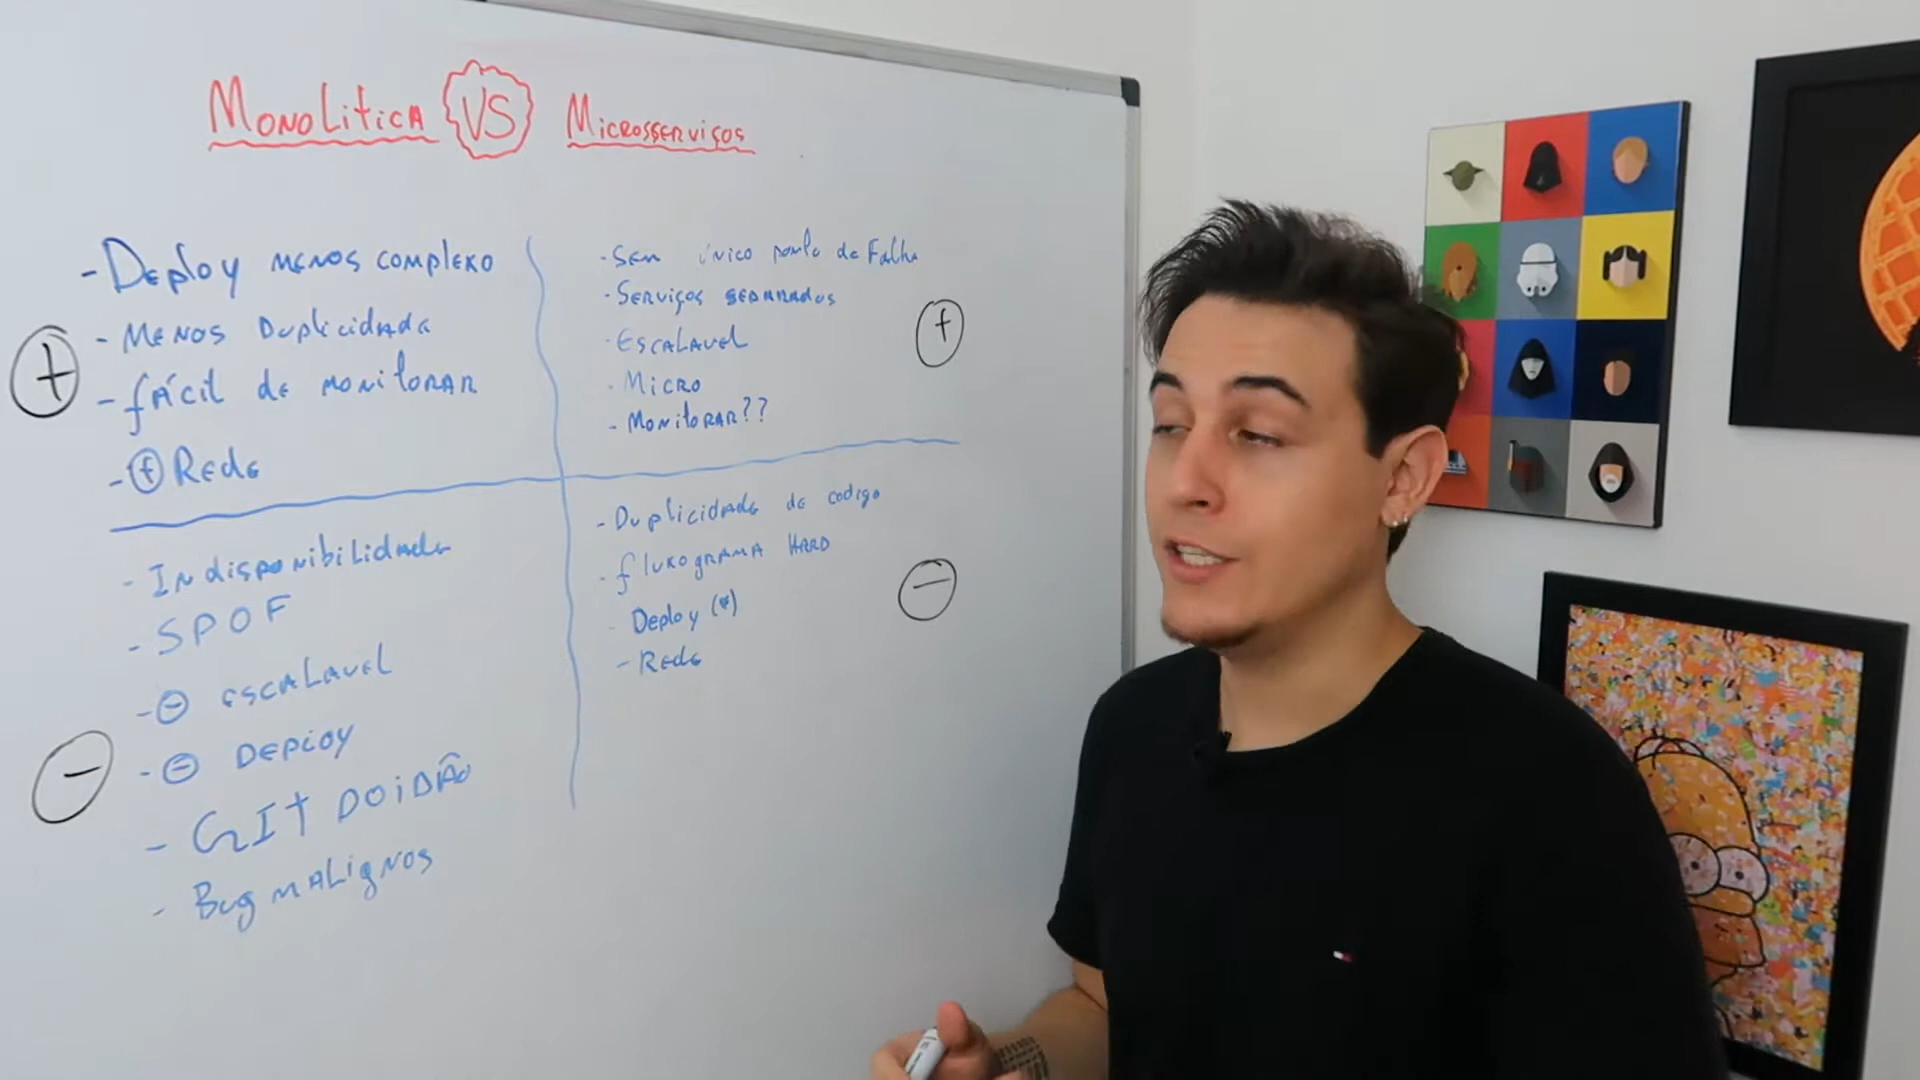 Monolitica VS Microsserviços
- Deploy menos complexo
- Menos Duplicidade
- fácil de monitorar
- + Rede
+
- Sem único ponto de Falha
- Serviços separados
- Escalavel
- Micro
- Monitorar??
+
- Indisponibilidade
- SPOF
- - escalavel
- - Deploy
- GIT DOIDÃO
- Bug malignos
-
- Duplicidade de codigo
- fluxograma HARD
- Deploy (*)
- Rede
-